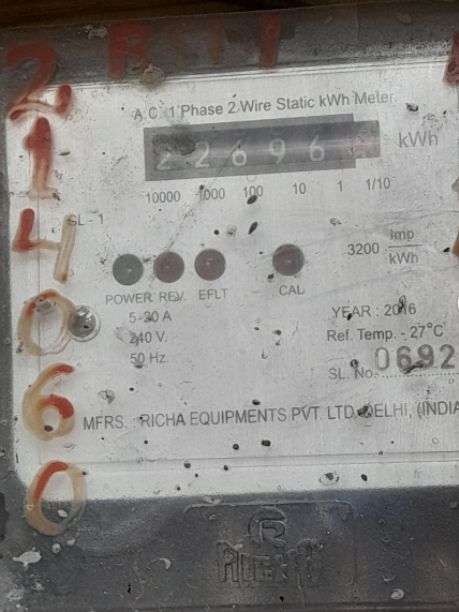 A.C. 1 Phase 2 Wire Static kWh Meter
22696 kWh
10000 1000 100 10 1 1/10
SL- 1
3200 Imp/kWh
POWER REV. EFLT CAL
5-30 A
240 V.
50 Hz.
YEAR : 2016
Ref. Temp. - 27°C
SL. No. 0692
MFRS. : RICHA EQUIPMENTS PVT. LTD. DELHI, (INDIA
2
1
4
0
6
0